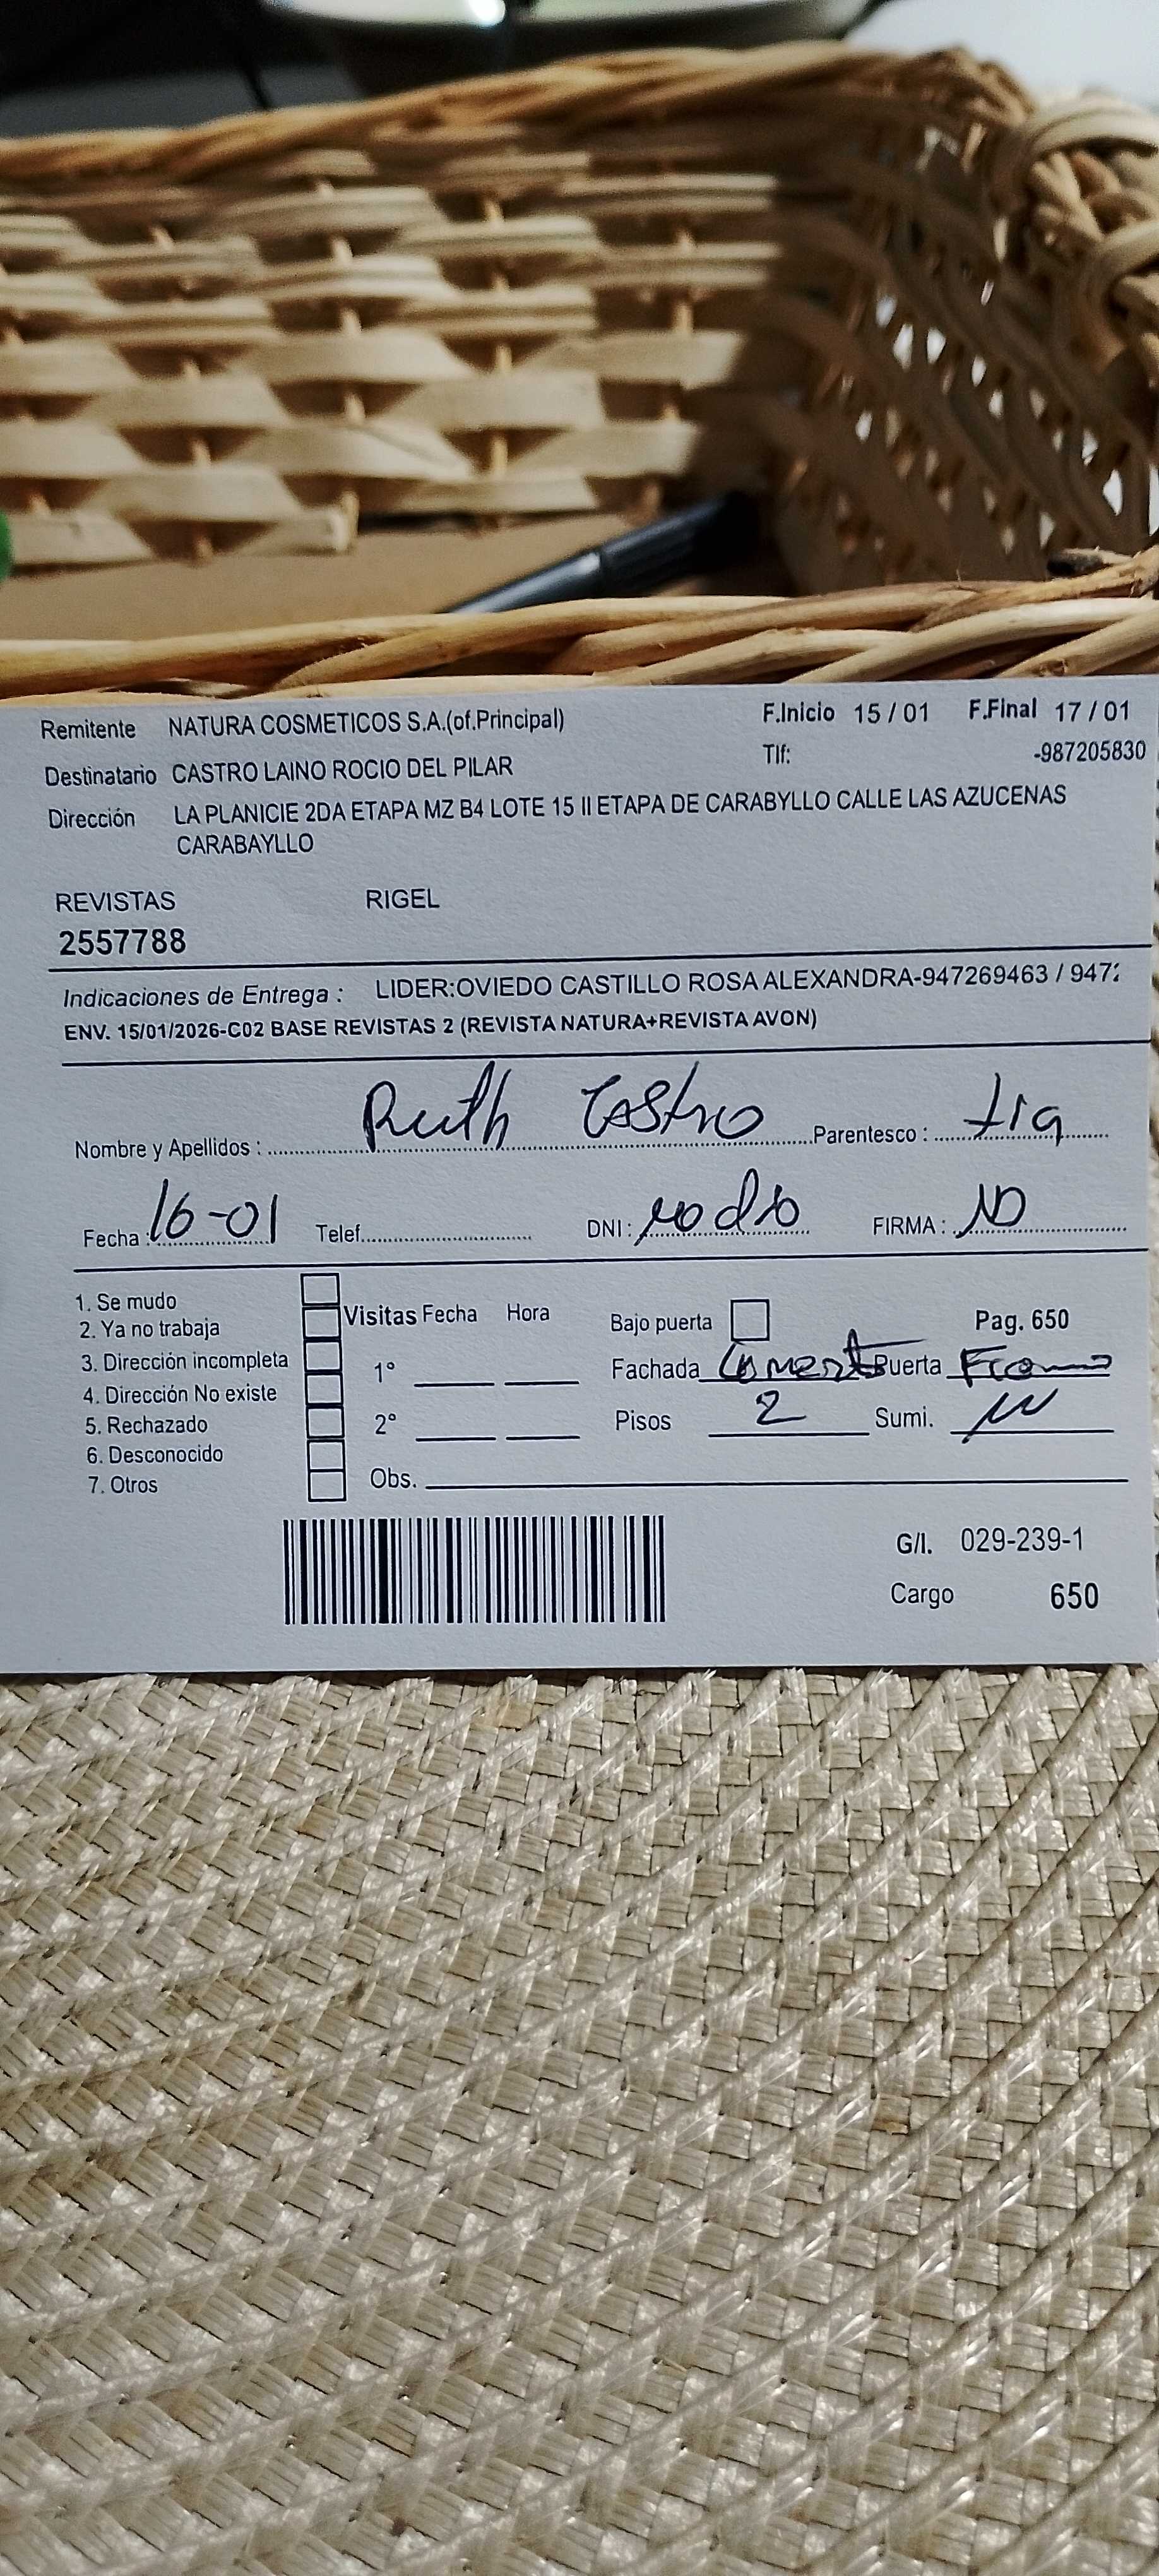 Remitente NATURA COSMETICOS S.A.(of.Principal) F.Inicio 15 / 01 F.Final 17 / 01
Tlf: -987205830
Destinatario CASTRO LAINO ROCIO DEL PILAR
Dirección LA PLANICIE 2DA ETAPA MZ B4 LOTE 15 II ETAPA DE CARABYLLO CALLE LAS AZUCENAS
CARABAYLLO
REVISTAS RIGEL
2557788
Indicaciones de Entrega : LIDER:OVIEDO CASTILLO ROSA ALEXANDRA-947269463 / 947
ENV. 15/01/2026-C02 BASE REVISTAS 2 (REVISTA NATURA+REVISTA AVON)
Nombre y Apellidos : Ruth Castro Parentesco : tia
Fecha : 16-01 Telef. DNI : no dio FIRMA : ND
1. Se mudo
2. Ya no trabaja
3. Dirección incompleta
4. Dirección No existe
5. Rechazado
6. Desconocido
7. Otros
Visitas Fecha Hora
1°
2°
Obs.
Bajo puerta Pag. 650
Fachada Puerta
Pisos 2 Sumi.
G/I. 029-239-1
Cargo 650